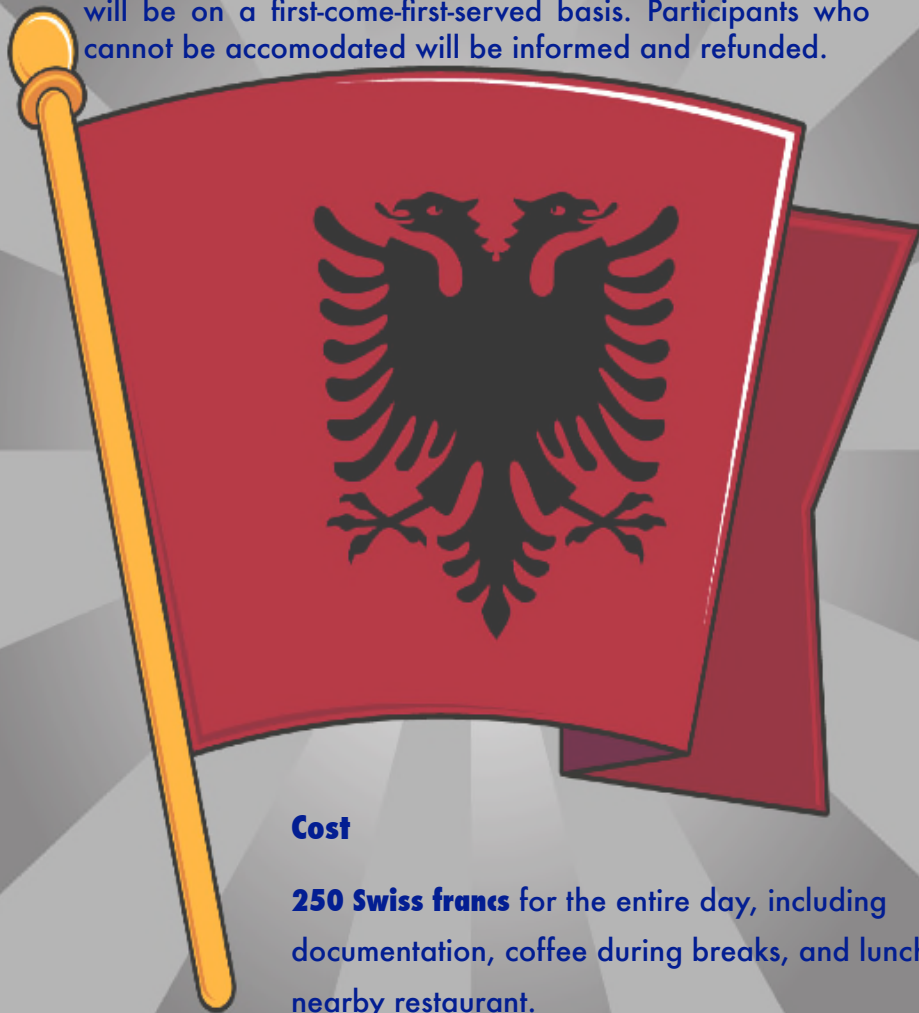 will be on a first-come-first-served basis. Participants who
cannot be accomodated will be informed and refunded.
Cost
250 Swiss francs for the entire day, including
documentation, coffee during breaks, and lunch
nearby restaurant.